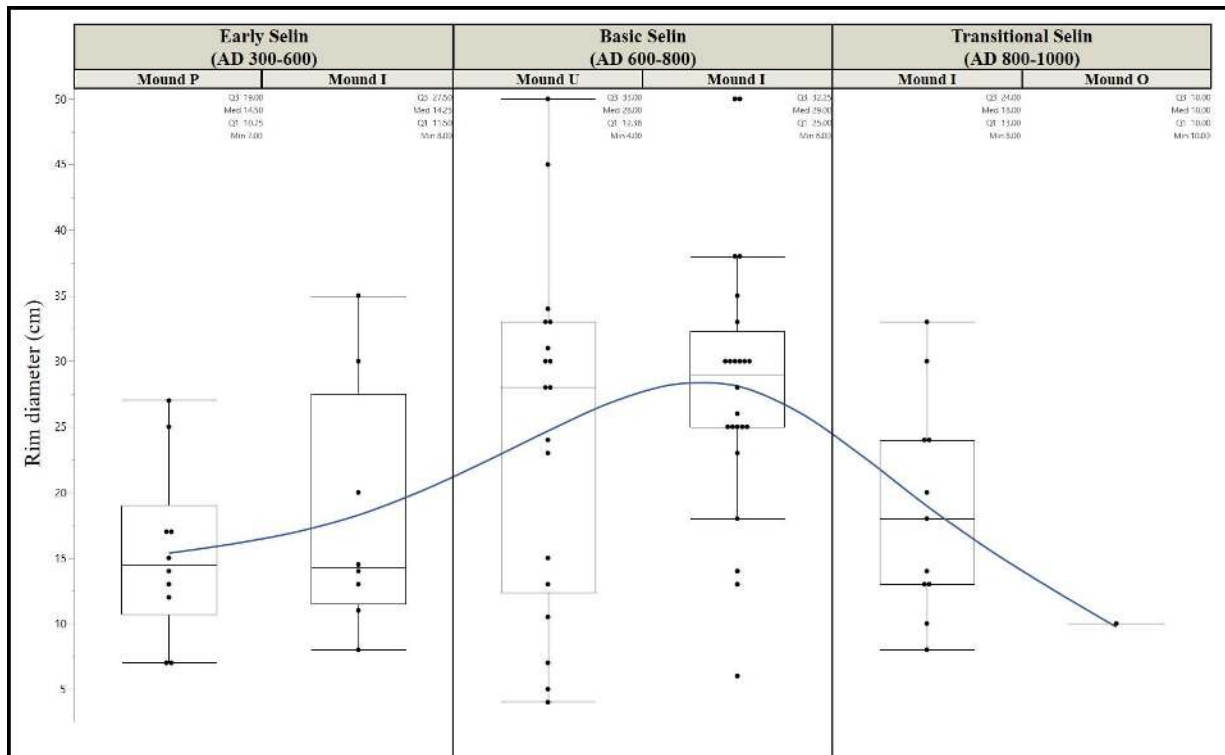 Early Selin
(AD 300-600)
Basic Selin
(AD 600-800)
Transitional Selin
(AD 800-1000)
Mound P
Mound I
Mound U
Mound I
Mound I
Mound O
Q3 19.00
Med 14.50
Q1 10.75
Min 7.00
Q3 27.50
Med 14.25
Q1 11.50
Min 8.00
Q3 33.00
Med 28.00
Q1 12.38
Min 4.00
Q3 32.25
Med 29.00
Q1 25.00
Min 6.00
Q3 24.00
Med 18.00
Q1 13.00
Min 8.00
Q3 10.00
Med 10.00
Q1 10.00
Min 10.00
Rim diameter (cm)
50
45
40
35
30
25
20
15
10
5